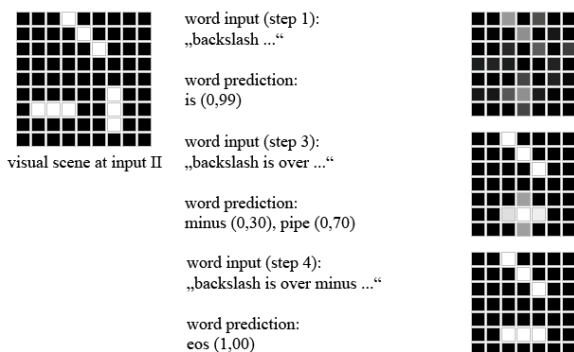 word input (step 1):
„backslash ...“
word prediction:
is (0,99)
visual scene at input II
word input (step 3):
„backslash is over ...“
word prediction:
minus (0,30), pipe (0,70)
word input (step 4):
„backslash is over minus ...“
word prediction:
eos (1,00)